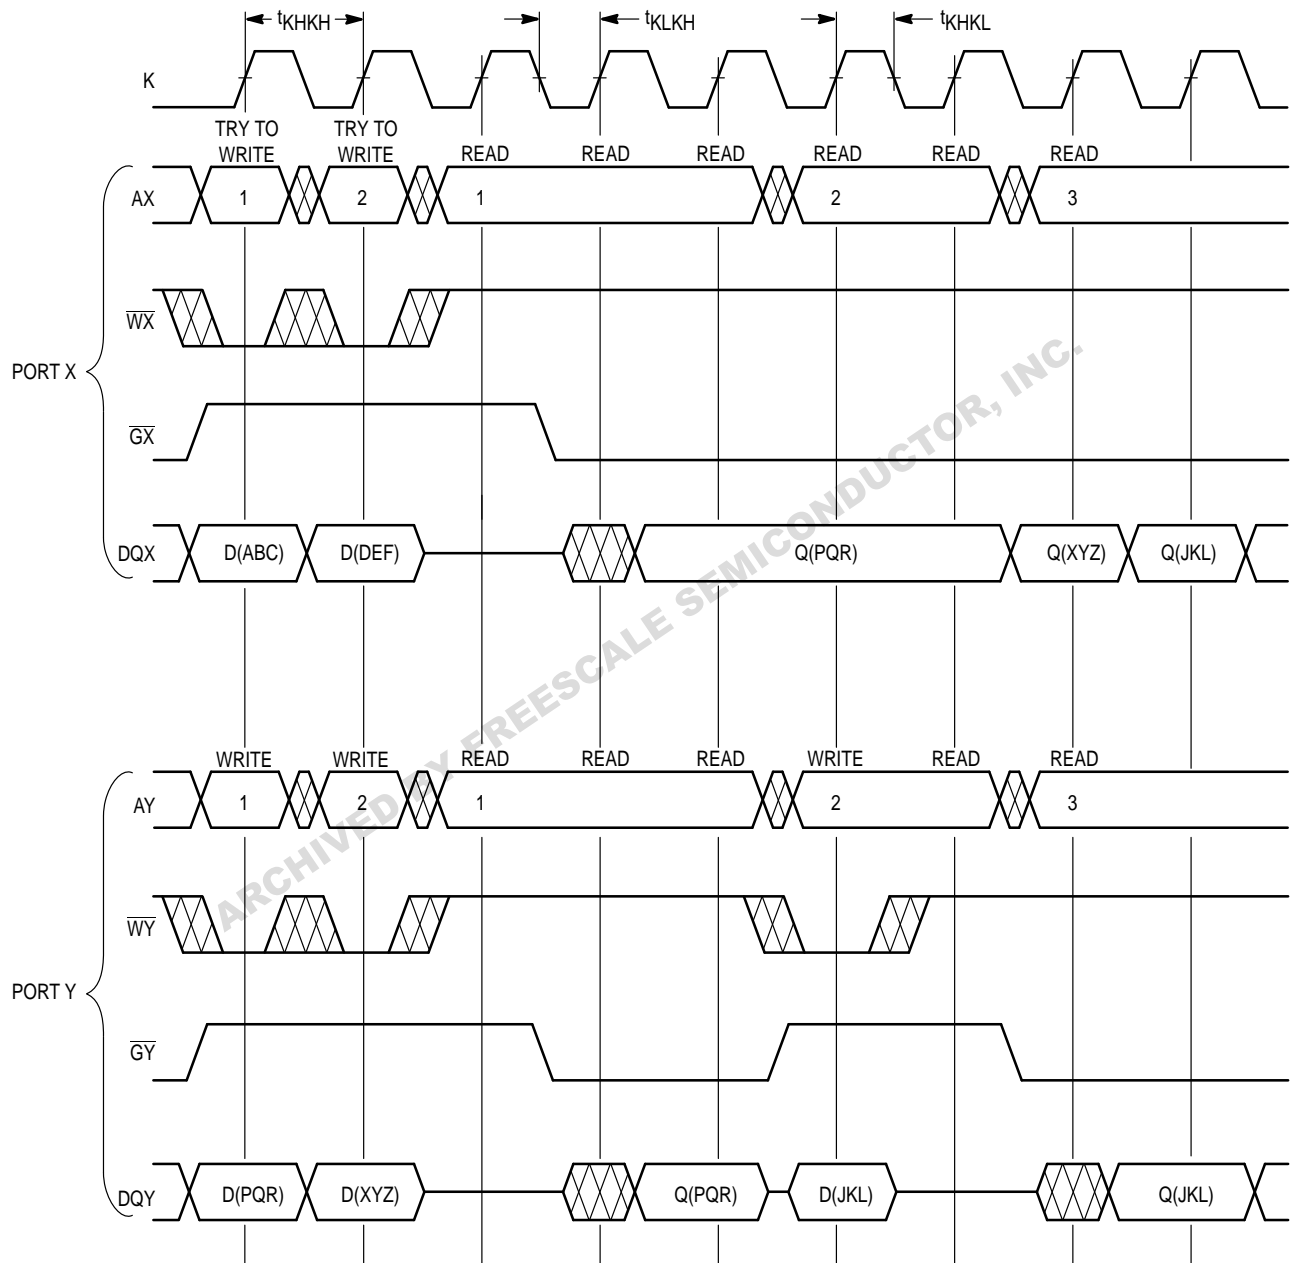 tKHKH
tKLKH
tKHKL
K
TRY TO WRITE
TRY TO WRITE
READ READ READ READ READ READ
AX 1 2 1 2 3
WX
PORT X
GX
DQX D(ABC) D(DEF) Q(PQR) Q(XYZ) Q(JKL)
ARCHIVED BY FREESCALE SEMICONDUCTOR, INC.
WRITE WRITE READ READ READ WRITE READ READ
AY 1 2 1 2 3
WY
PORT Y
GY
DQY D(PQR) D(XYZ) Q(PQR) D(JKL) Q(JKL)